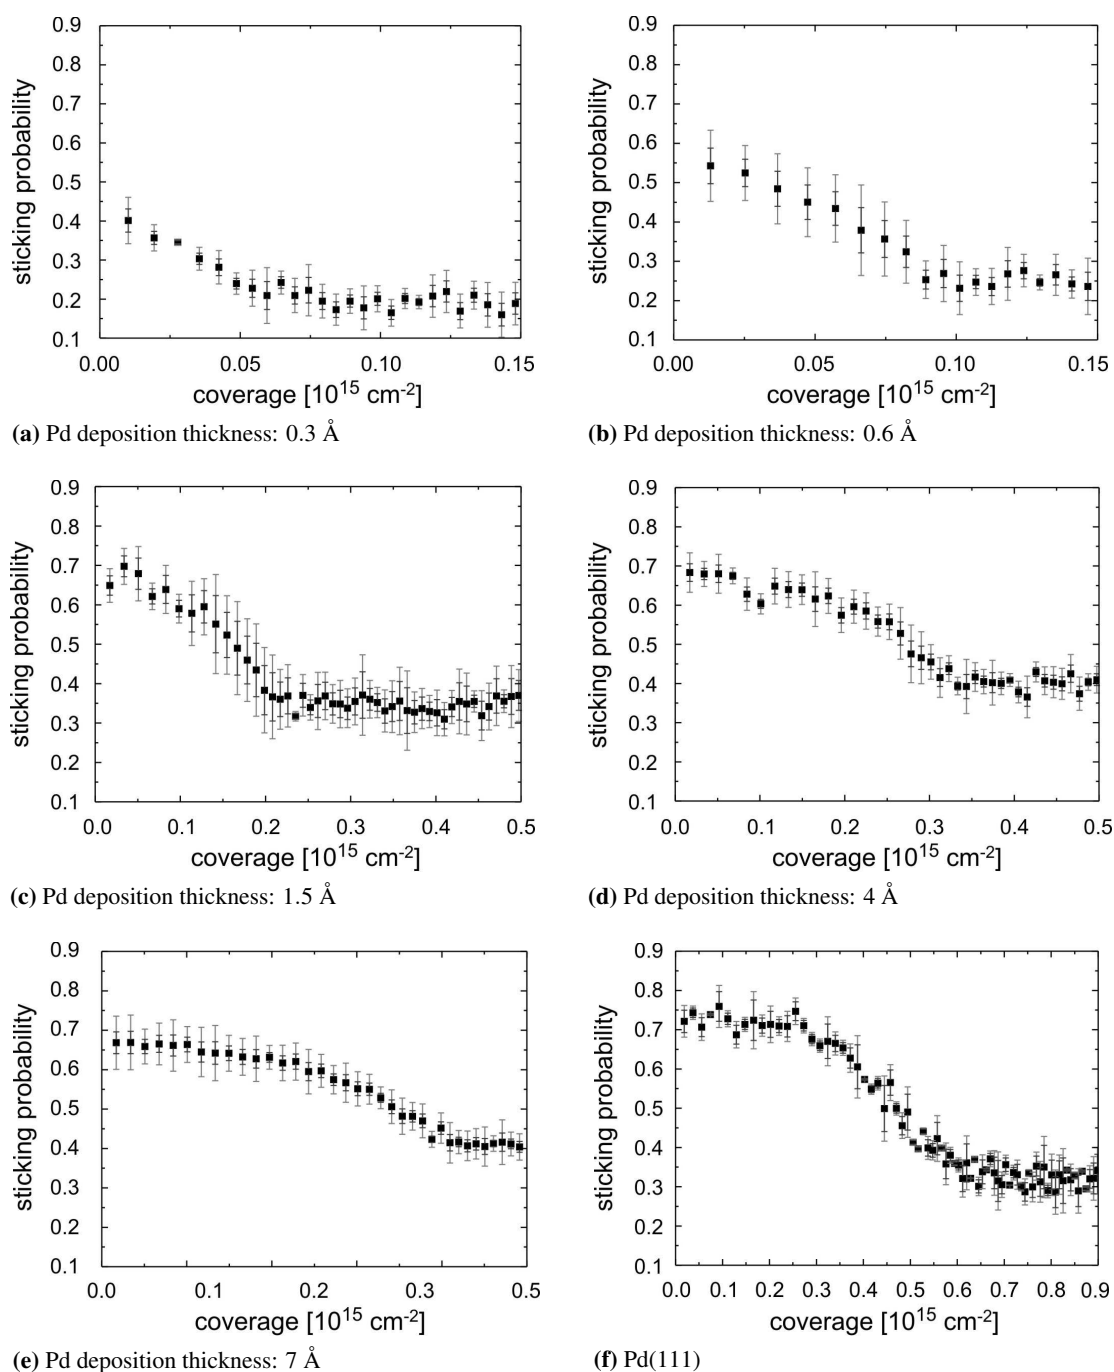 0.9
0.8
0.7
0.6
0.5
0.4
0.3
0.2
0.1
sticking probability
0.00 0.05 0.10 0.15
coverage [10¹⁵ cm⁻²]
(a) Pd deposition thickness: 0.3 Å
0.9
0.8
0.7
0.6
0.5
0.4
0.3
0.2
0.1
sticking probability
0.00 0.05 0.10 0.15
coverage [10¹⁵ cm⁻²]
(b) Pd deposition thickness: 0.6 Å
0.9
0.8
0.7
0.6
0.5
0.4
0.3
0.2
0.1
sticking probability
0.0 0.1 0.2 0.3 0.4 0.5
coverage [10¹⁵ cm⁻²]
(c) Pd deposition thickness: 1.5 Å
0.9
0.8
0.7
0.6
0.5
0.4
0.3
0.2
0.1
sticking probability
0.0 0.1 0.2 0.3 0.4 0.5
coverage [10¹⁵ cm⁻²]
(d) Pd deposition thickness: 4 Å
0.9
0.8
0.7
0.6
0.5
0.4
0.3
0.2
0.1
sticking probability
0.0 0.1 0.2 0.3 0.5
coverage [10¹⁵ cm⁻²]
(e) Pd deposition thickness: 7 Å
0.9
0.8
0.7
0.6
0.5
0.4
0.3
0.2
0.1
sticking probability
0.0 0.1 0.2 0.3 0.4 0.5 0.6 0.7 0.8 0.9
coverage [10¹⁵ cm⁻²]
(f) Pd(111)